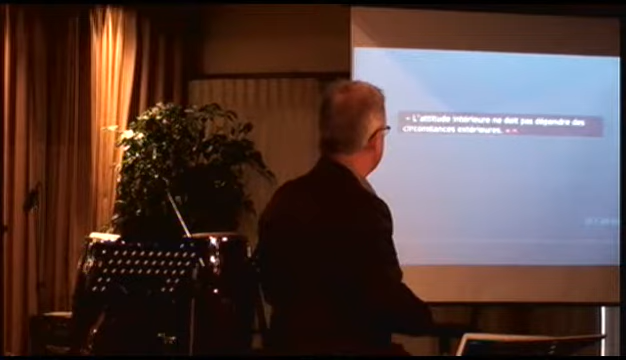 « L'attitude intérieure ne doit pas dépendre des
circonstances extérieures. »